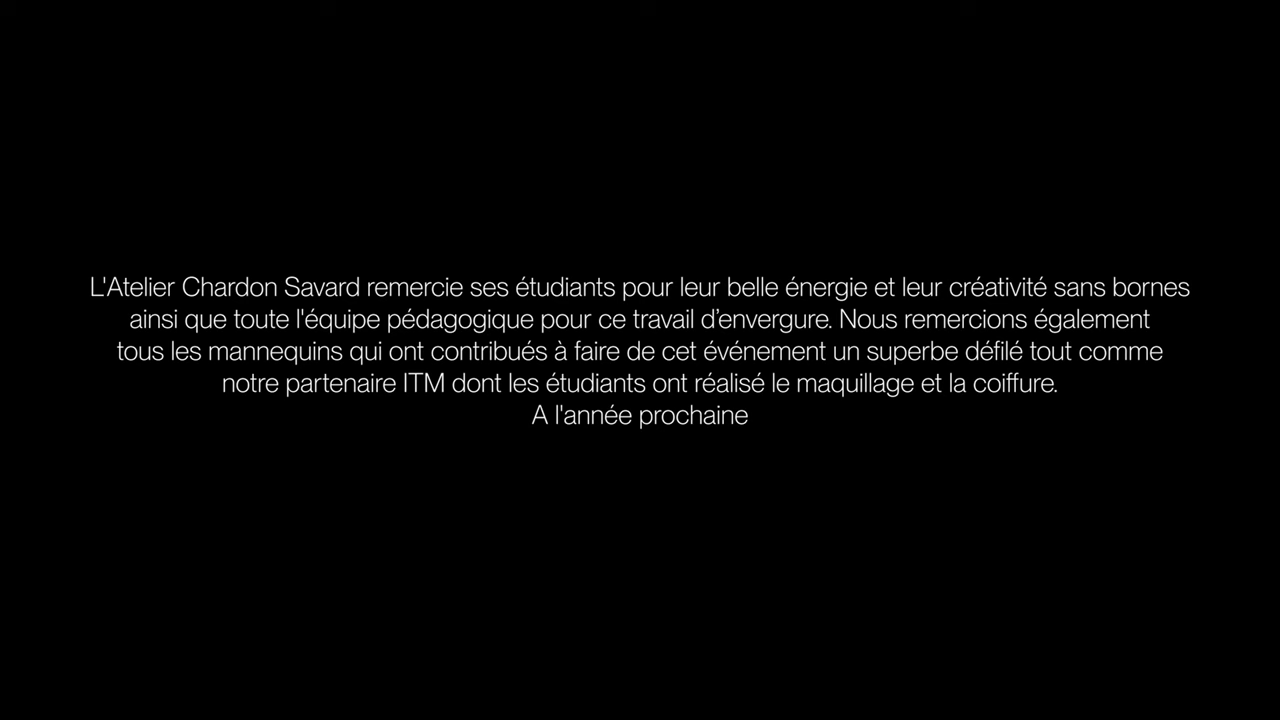 L'Atelier Chardon Savard remercie ses étudiants pour leur belle énergie et leur créativité sans bornes
ainsi que toute l'équipe pédagogique pour ce travail d’envergure. Nous remercions également
tous les mannequins qui ont contribués à faire de cet événement un superbe défilé tout comme
notre partenaire ITM dont les étudiants ont réalisé le maquillage et la coiffure.
A l'année prochaine